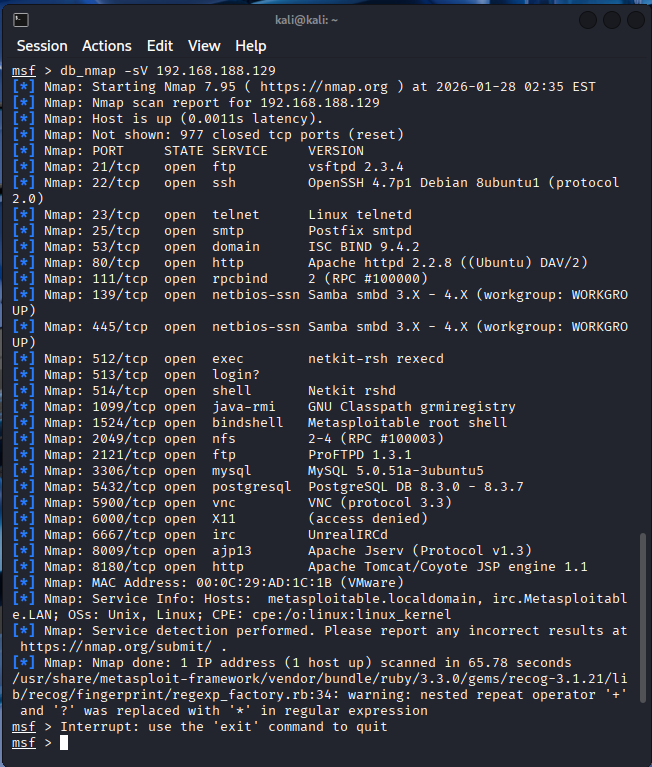 kali@kali: ~
Session Actions Edit View Help
msf > db_nmap -sV 192.168.188.129
[*] Nmap: Starting Nmap 7.95 ( https://nmap.org ) at 2026-01-28 02:35 EST
[*] Nmap: Nmap scan report for 192.168.188.129
[*] Nmap: Host is up (0.0011s latency).
[*] Nmap: Not shown: 977 closed tcp ports (reset)
[*] Nmap: PORT     STATE SERVICE     VERSION
[*] Nmap: 21/tcp   open  ftp         vsftpd 2.3.4
[*] Nmap: 22/tcp   open  ssh         OpenSSH 4.7p1 Debian 8ubuntu1 (protocol
2.0)
[*] Nmap: 23/tcp   open  telnet      Linux telnetd
[*] Nmap: 25/tcp   open  smtp        Postfix smtpd
[*] Nmap: 53/tcp   open  domain      ISC BIND 9.4.2
[*] Nmap: 80/tcp   open  http        Apache httpd 2.2.8 ((Ubuntu) DAV/2)
[*] Nmap: 111/tcp  open  rpcbind     2 (RPC #100000)
[*] Nmap: 139/tcp  open  netbios-ssn Samba smbd 3.X - 4.X (workgroup: WORKGRO
UP)
[*] Nmap: 445/tcp  open  netbios-ssn Samba smbd 3.X - 4.X (workgroup: WORKGRO
UP)
[*] Nmap: 512/tcp  open  exec        netkit-rsh rexecd
[*] Nmap: 513/tcp  open  login?
[*] Nmap: 514/tcp  open  shell       Netkit rshd
[*] Nmap: 1099/tcp open  java-rmi    GNU Classpath grmiregistry
[*] Nmap: 1524/tcp open  bindshell   Metasploitable root shell
[*] Nmap: 2049/tcp open  nfs         2-4 (RPC #100003)
[*] Nmap: 2121/tcp open  ftp         ProFTPD 1.3.1
[*] Nmap: 3306/tcp open  mysql       MySQL 5.0.51a-3ubuntu5
[*] Nmap: 5432/tcp open  postgresql  PostgreSQL DB 8.3.0 - 8.3.7
[*] Nmap: 5900/tcp open  vnc         VNC (protocol 3.3)
[*] Nmap: 6000/tcp open  X11         (access denied)
[*] Nmap: 6667/tcp open  irc         UnrealIRCd
[*] Nmap: 8009/tcp open  ajp13       Apache Jserv (Protocol v1.3)
[*] Nmap: 8180/tcp open  http        Apache Tomcat/Coyote JSP engine 1.1
[*] Nmap: MAC Address: 00:0C:29:AD:1C:1B (VMware)
[*] Nmap: Service Info: Hosts:  metasploitable.localdomain, irc.Metasploitabl
e.LAN; OSs: Unix, Linux; CPE: cpe:/o:linux:linux_kernel
[*] Nmap: Service detection performed. Please report any incorrect results at
https://nmap.org/submit/ .
[*] Nmap: Nmap done: 1 IP address (1 host up) scanned in 65.78 seconds
/usr/share/metasploit-framework/vendor/bundle/ruby/3.3.0/gems/recog-3.1.21/li
b/recog/fingerprint/regexp_factory.rb:34: warning: nested repeat operator '+'
and '?' was replaced with '*' in regular expression
msf > Interrupt: use the 'exit' command to quit
msf >